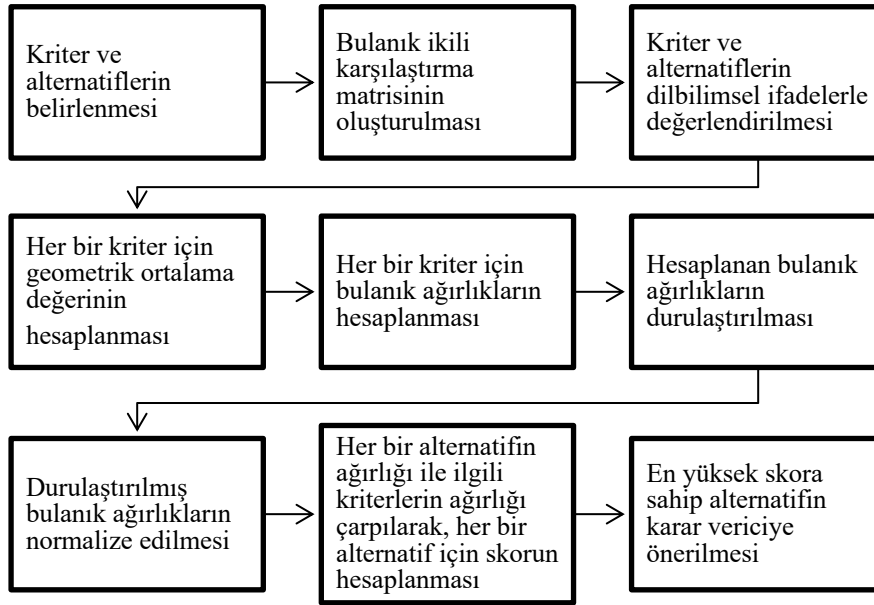 Kriter ve
alternatiflerin
belirlenmesi
Bulanık ikili
karşılaştırma
matrisinin
oluşturulması
Kriter ve
alternatiflerin
dilbilimsel ifadelerle
değerlendirilmesi
Her bir kriter için
geometrik ortalama
değerinin
hesaplanması
Her bir kriter için
bulanık ağırlıkların
hesaplanması
Hesaplanan bulanık
ağırlıkların
durulaştırılması
Durulaştırılmış
bulanık ağırlıkların
normalize edilmesi
Her bir alternatifin
ağırlığı ile ilgili
kriterlerin ağırlığı
çarpılarak, her bir
alternatif için skorun
hesaplanması
En yüksek skora
sahip alternatifin
karar vericiye
önerilmesi